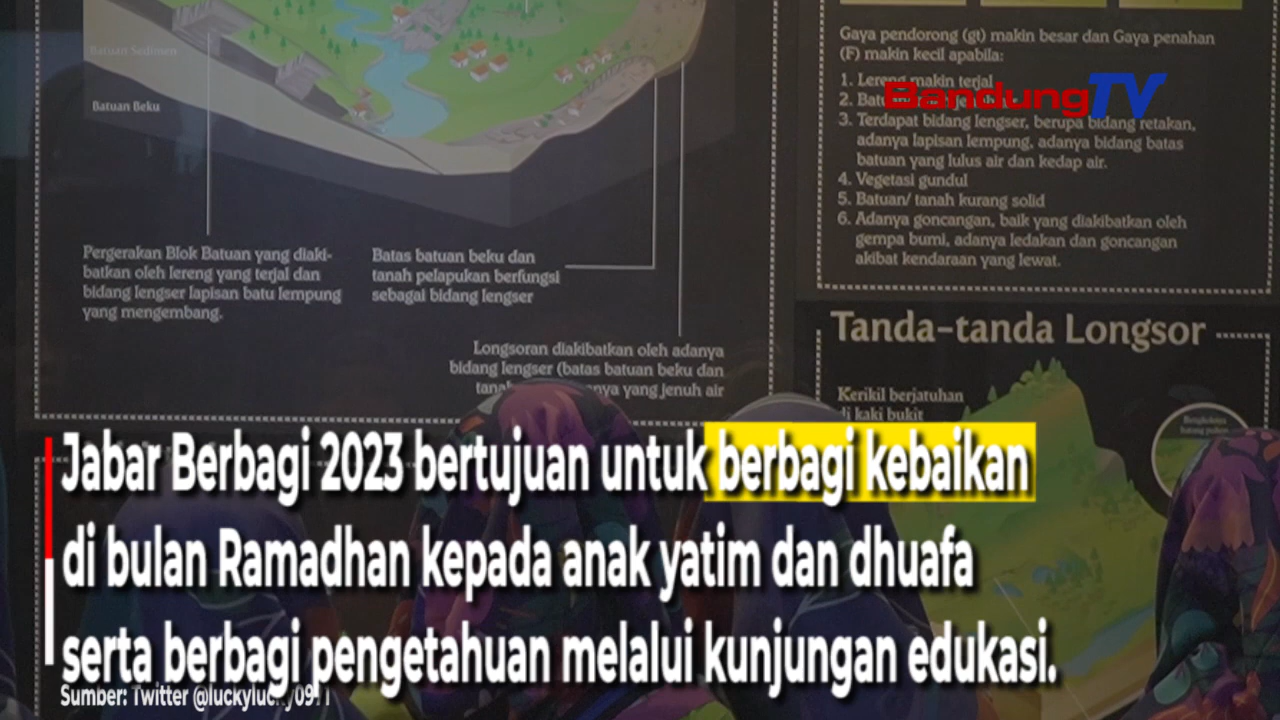 Batuan Sedimen
Batuan Beku
Pergerakan Blok Batuan yang diaki-
batkan oleh lereng yang terjal dan
bidang lengser lapisan batu lempung
yang mengembang.
Batas batuan beku dan
tanah pelapukan berfungsi
sebagai bidang lengser
Longsoran diakibatkan oleh adanya
bidang lengser (batas batuan beku dan
yang jenuh air
Gaya pendorong (gt) makin besar dan Gaya penahan
(F) makin kecil apabila:
1. Lereng makin terjal
2.
3. Terdapat bidang lengser, berupa bidang retakan,
adanya lapisan lempung, adanya bidang batas
batuan yang lulus air dan kedap air.
4. Vegetasi gundul
5. Batuan/ tanah kurang solid
6. Adanya goncangan, baik yang diakibatkan oleh
gempa bumi, adanya ledakan dan goncangan
akibat kendaraan yang lewat.
BandungTV
Tanda-tanda Longsor
Kerikil berjatuhan
di kaki bukit
Jabar Berbagi 2023 bertujuan untuk berbagi kebaikan
di bulan Ramadhan kepada anak yatim dan dhuafa
serta berbagi pengetahuan melalui kunjungan edukasi.
Sumber: Twitter